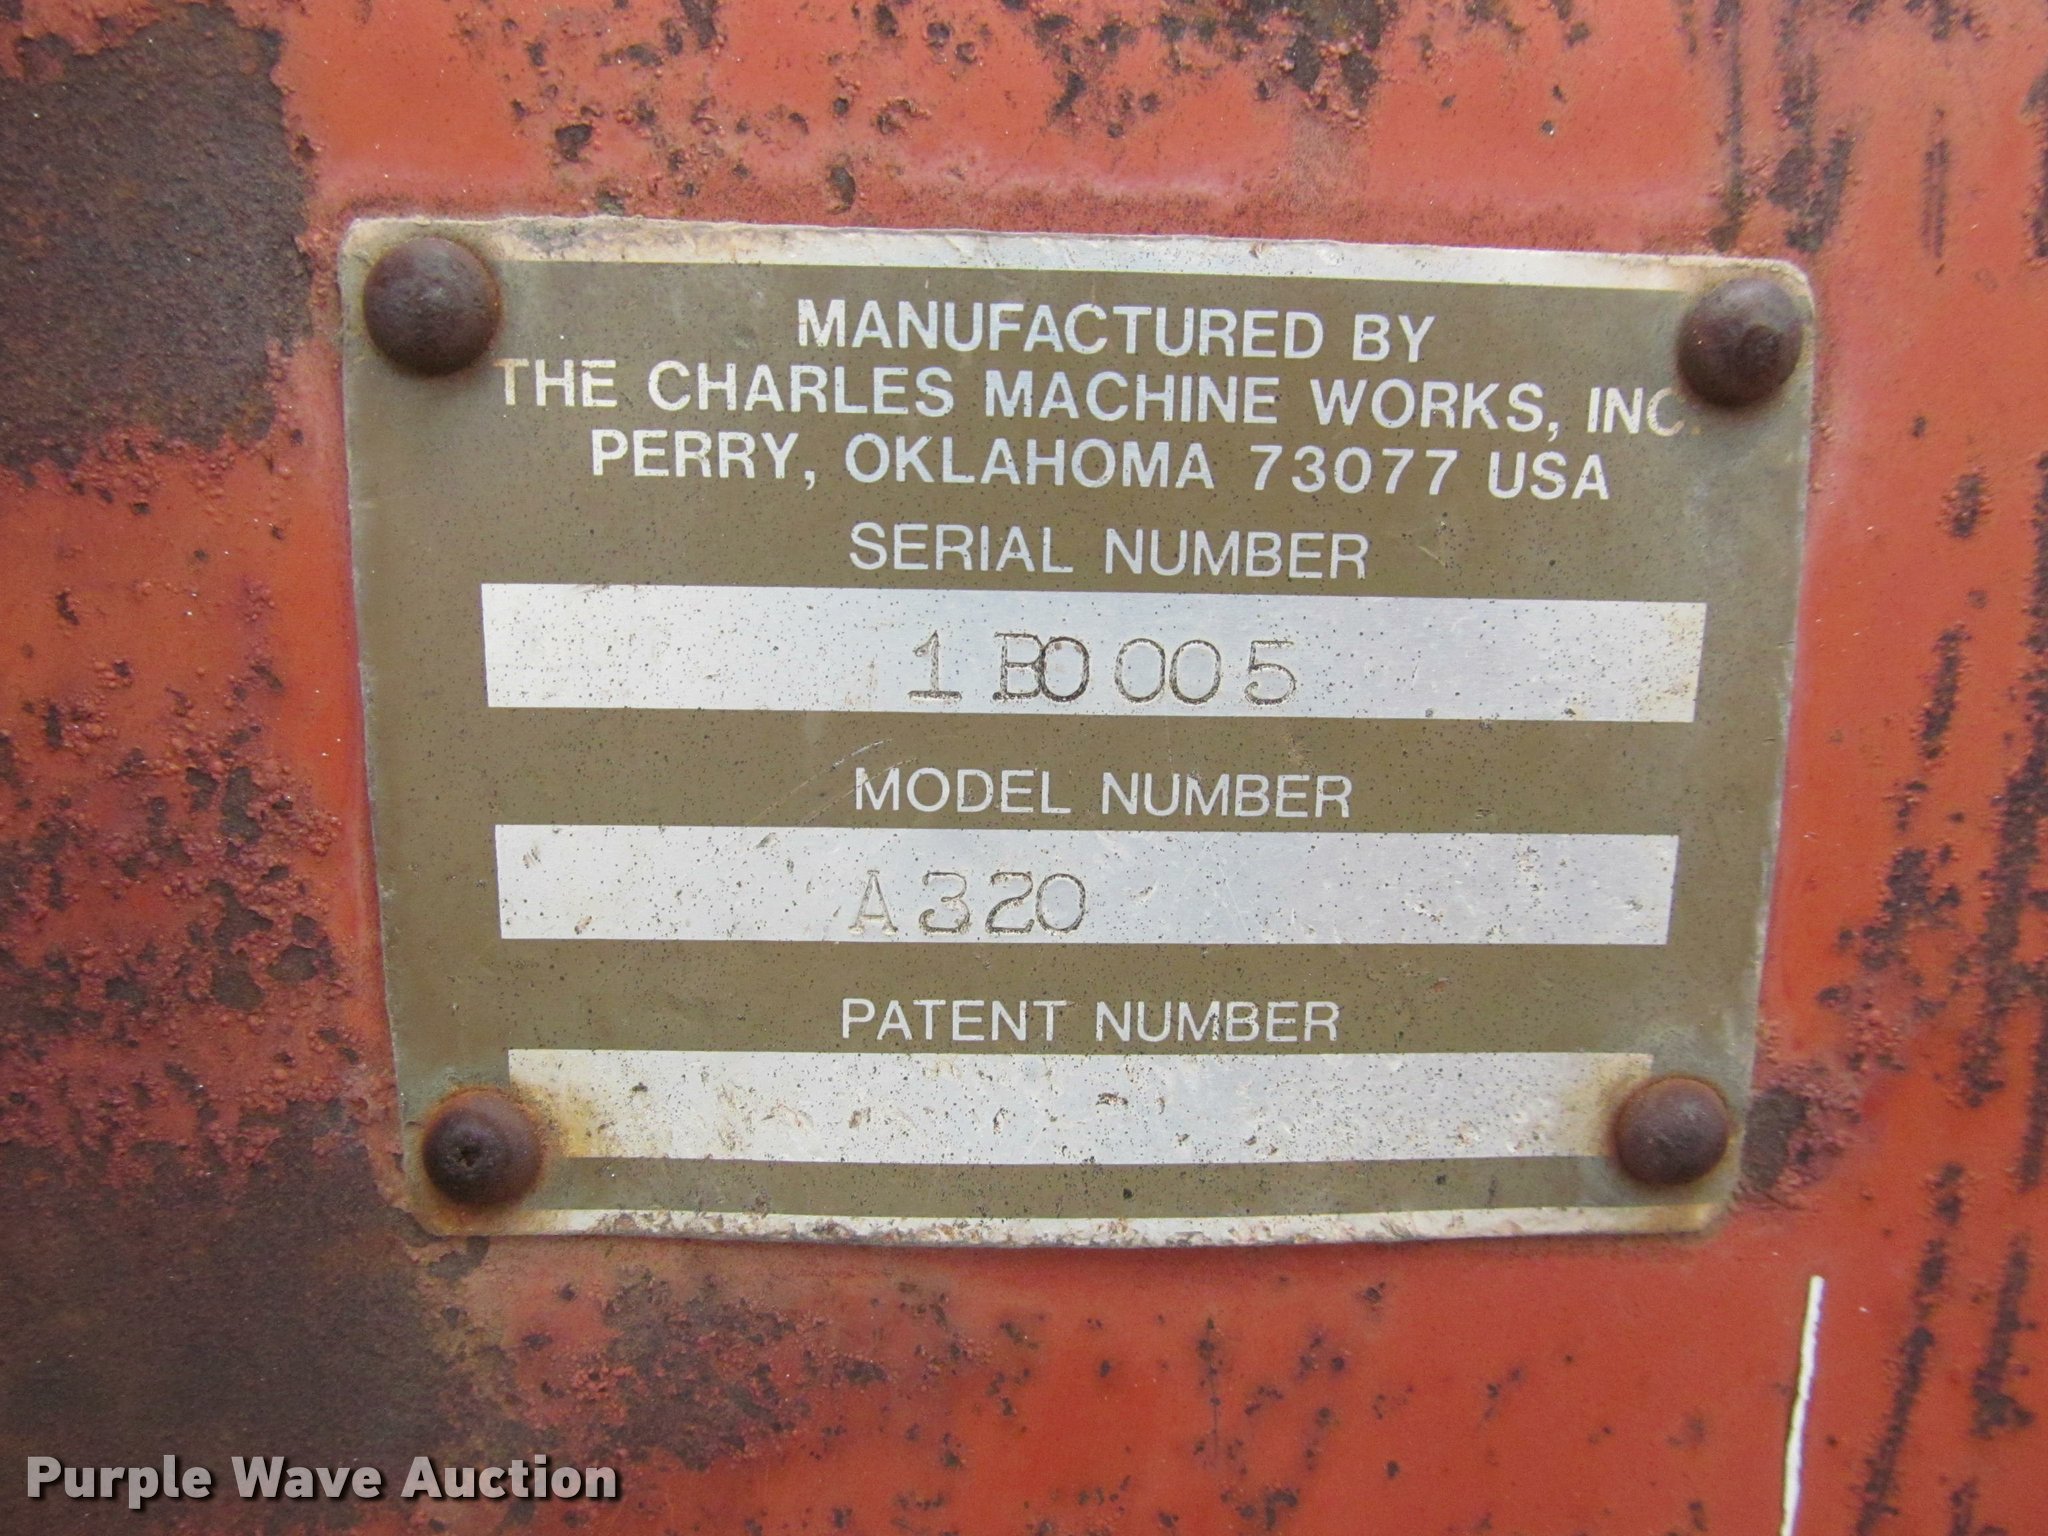 MANUFACTURED BY
THE CHARLES MACHINE WORKS, INC.
PERRY, OKLAHOMA 73077 USA
SERIAL NUMBER
1B0005
MODEL NUMBER
A320
PATENT NUMBER
Purple Wave Auction